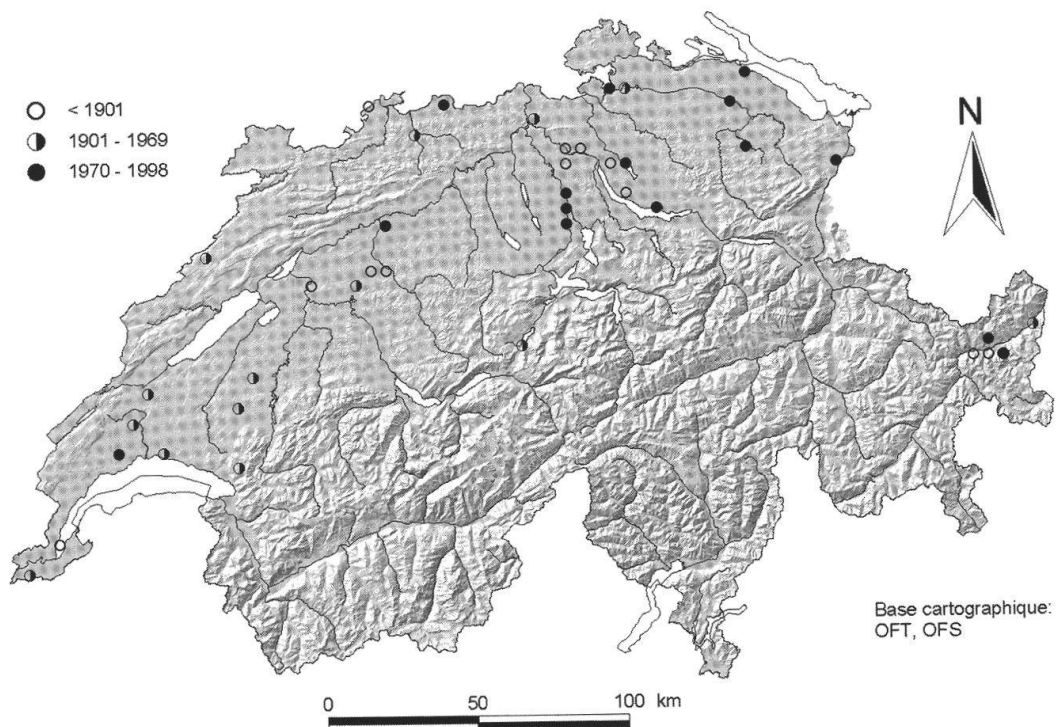 < 1901
1901 - 1969
1970 - 1998
N
Base cartographique:
OFT, OFS
0 50 100 km